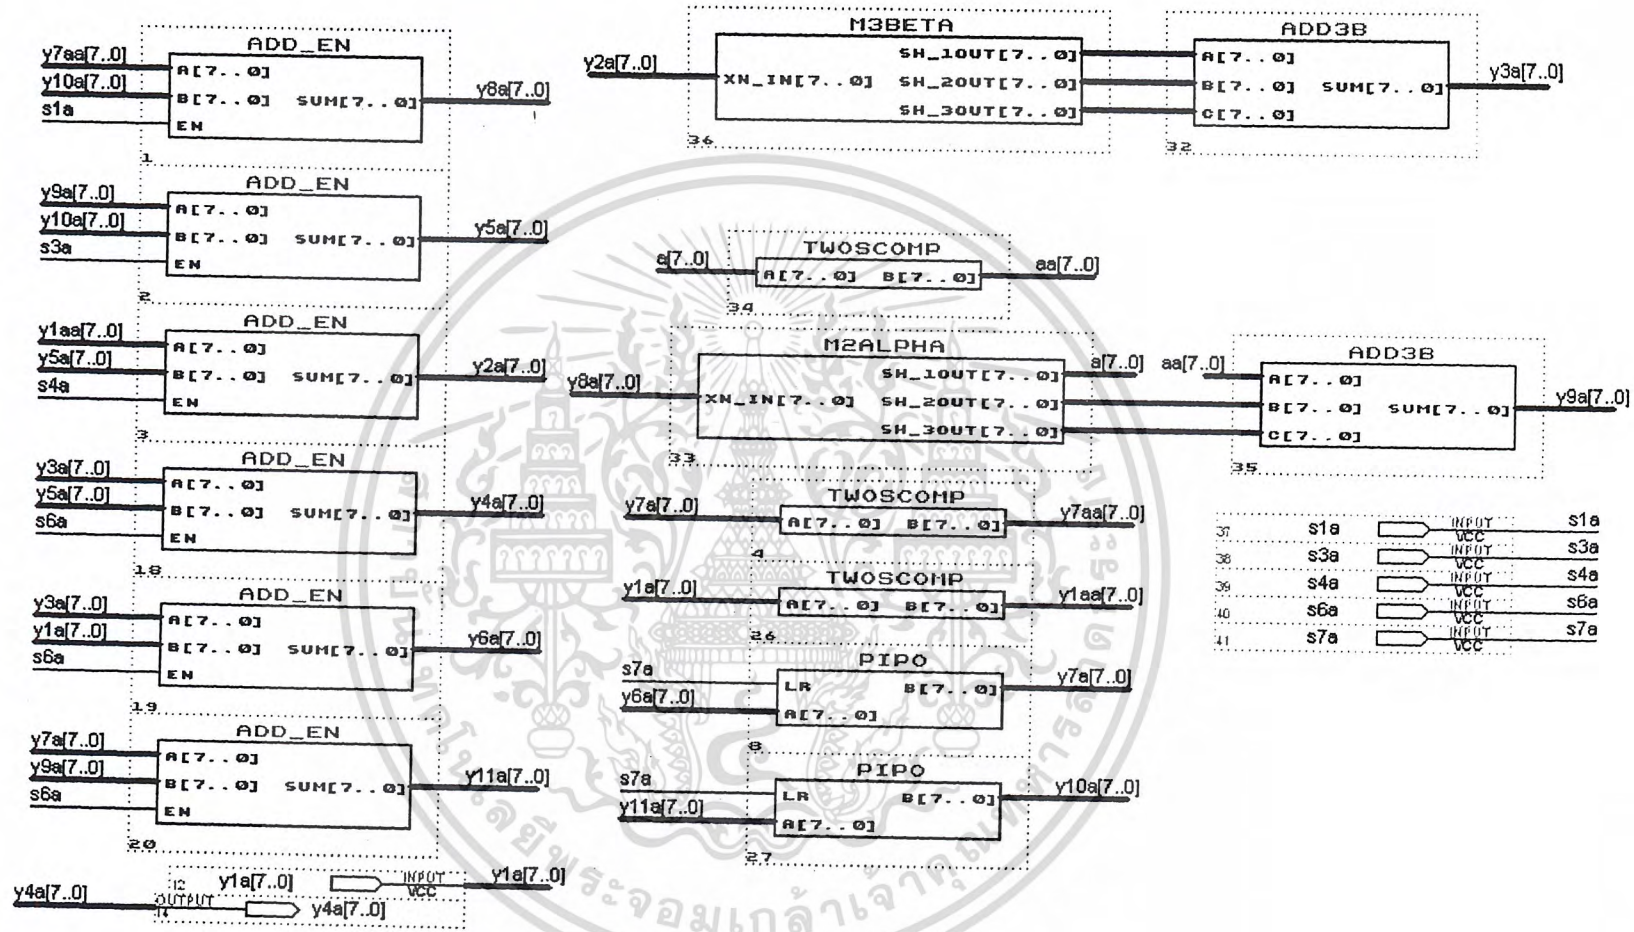 ADD_EN
y7aa[7..0]
A[7..0]
y10a[7..0]
B[7..0] SUM[7..0]
y8a[7..0]
s1a
EN
1
ADD_EN
y9a[7..0]
A[7..0]
y10a[7..0]
B[7..0] SUM[7..0]
y5a[7..0]
s3a
EN
2
ADD_EN
y1aa[7..0]
A[7..0]
y5a[7..0]
B[7..0] SUM[7..0]
y2a[7..0]
s4a
EN
3
ADD_EN
y3a[7..0]
A[7..0]
y5a[7..0]
B[7..0] SUM[7..0]
y4a[7..0]
s6a
EN
18
ADD_EN
y3a[7..0]
A[7..0]
y1a[7..0]
B[7..0] SUM[7..0]
y6a[7..0]
s6a
EN
19
ADD_EN
y7a[7..0]
A[7..0]
y9a[7..0]
B[7..0] SUM[7..0]
y11a[7..0]
s6a
EN
20
12 y1a[7..0] INPUT y1a[7..0]
VCC
y4a[7..0] OUTPUT y4a[7..0]
14
M3BETA
y2a[7..0]
XN_IN[7..0]
SH_1OUT[7..0]
SH_2OUT[7..0]
SH_3OUT[7..0]
36
ADD3B
A[7..0]
B[7..0] SUM[7..0]
C[7..0]
y3a[7..0]
32
TWOSCOMP
a[7..0] A[7..0] B[7..0] aa[7..0]
34
M2ALPHA
y8a[7..0]
XN_IN[7..0]
SH_1OUT[7..0]
SH_2OUT[7..0]
SH_3OUT[7..0]
a[7..0]
33
ADD3B
aa[7..0]
A[7..0]
B[7..0] SUM[7..0]
C[7..0]
y9a[7..0]
35
TWOSCOMP
y7a[7..0] A[7..0] B[7..0] y7aa[7..0]
4
TWOSCOMP
y1a[7..0] A[7..0] B[7..0] y1aa[7..0]
26
PIPO
s7a
LR B[7..0]
y7a[7..0]
y6a[7..0]
A[7..0]
8
PIPO
s7a
LR B[7..0]
y10a[7..0]
y11a[7..0]
A[7..0]
27
37 s1a INPUT s1a
VCC
38 s3a INPUT s3a
VCC
39 s4a INPUT s4a
VCC
40 s6a INPUT s6a
VCC
41 s7a INPUT s7a
VCC